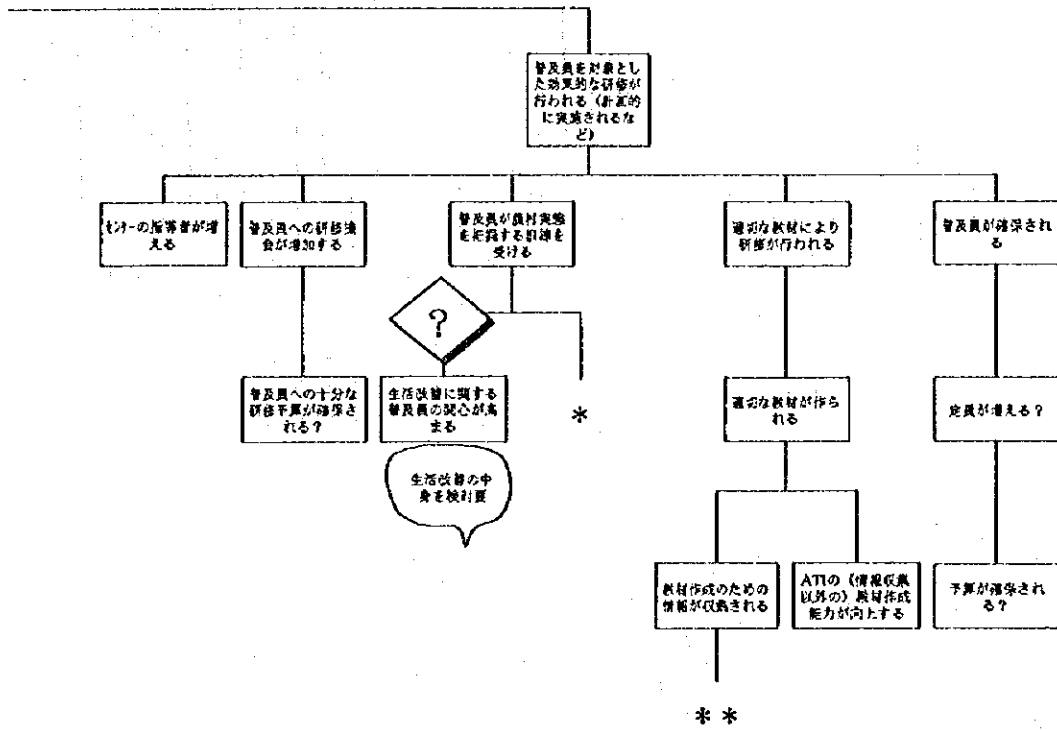 普及員を対象とし
た効果的な研修が
行われる（計画的
に実施されるな
ど）
センターの指導者が増
える
普及員への研修機
会が増加する
普及員が農村実態
を把握する訓練を
受ける
適切な教材により
研修が行われる
普及員が確保され
る
？
普及員への十分な
研修予算が確保さ
れる？
生活改善に関する
普及員の関心が高
まる
＊
適切な教材が作ら
れる
定員が増える？
生活改善の中
身を検討要
教材作成のための
情報が収集される
ATIの（情報収集
以外の）教材作成
能力が向上する
予算が確保され
る？
＊＊